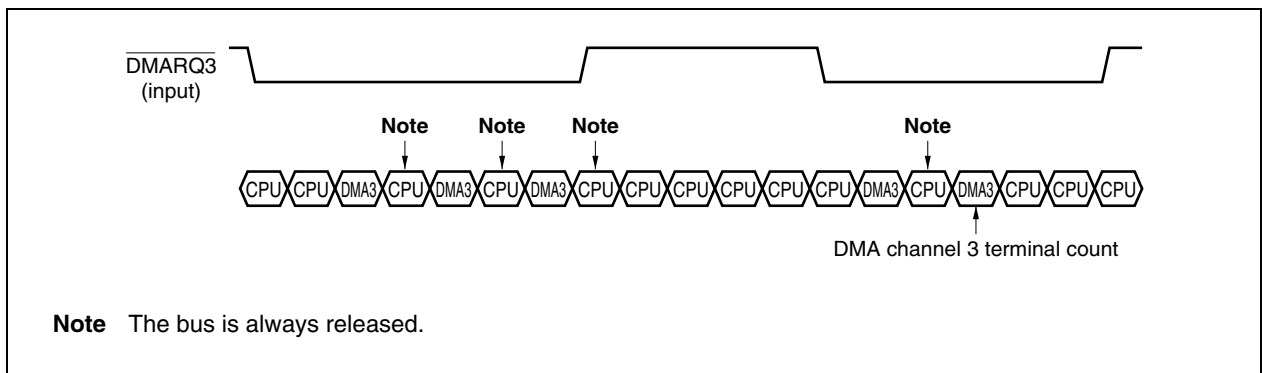 DMARQ3
(input)
Note Note Note Note
CPU CPU DMA3 CPU DMA3 CPU DMA3 CPU CPU CPU CPU CPU CPU DMA3 CPU DMA3 CPU CPU CPU
DMA channel 3 terminal count
Note The bus is always released.